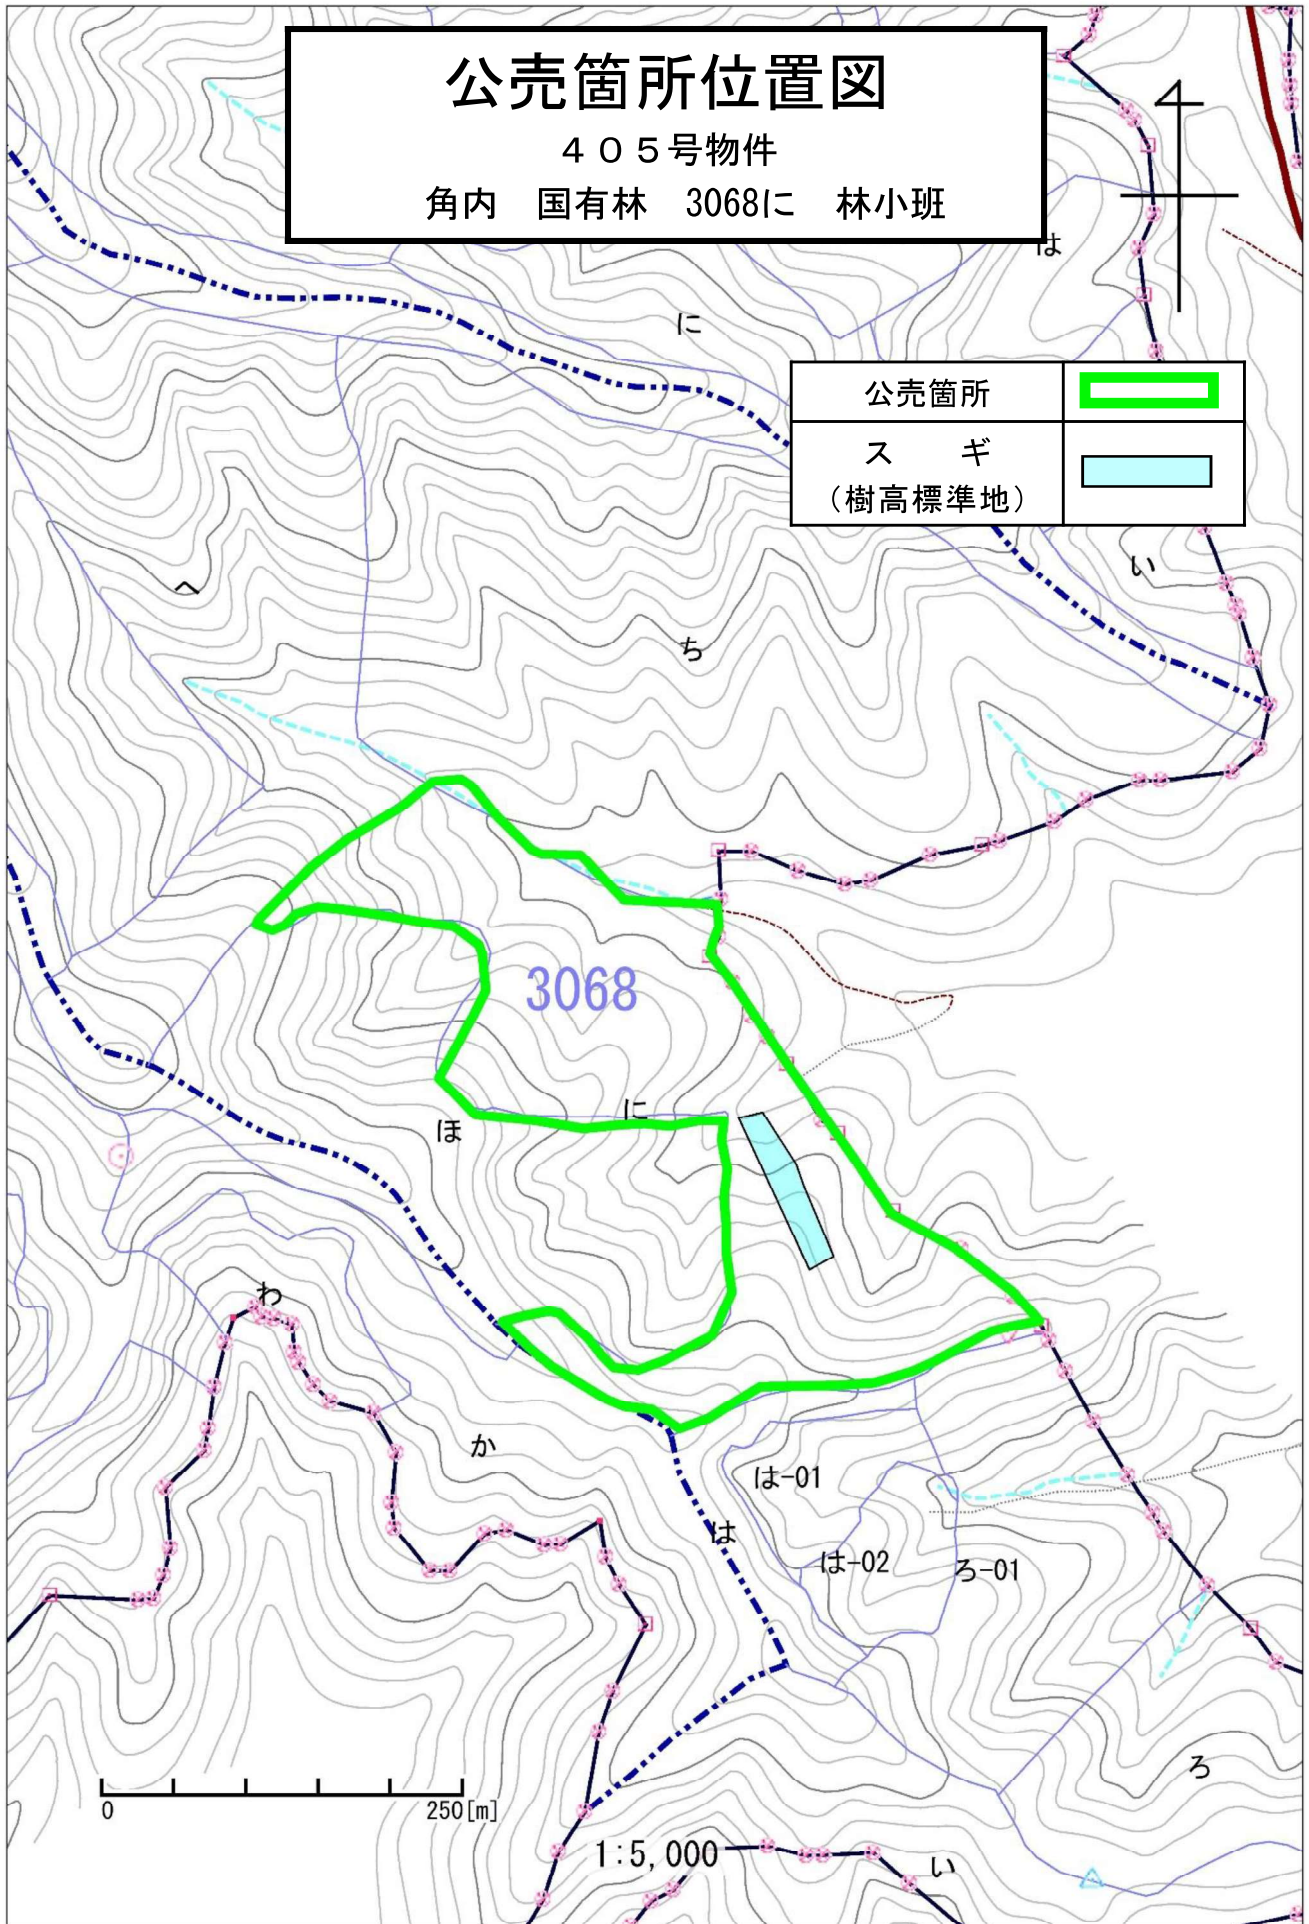 公売箇所位置図
４０５号物件
角内　国有林　3068に　林小班
は
に
公売箇所
ス　ギ
（樹高標準地）
い
へ
ち
3068
に
ほ
わ
か
は-01
は
は-02
ろ-01
ろ
0
250[m]
1:5,000
い